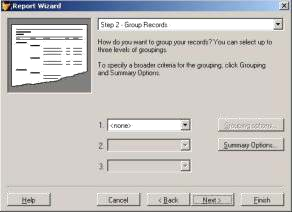 Report Wizard
Step 2 - Group Records
How do you want to group your records? You can select up to
three levels of groupings.
To specify a broader criteria for the grouping, click Grouping
and Summary Options.
1. <none>
Grouping options...
2.
Summary Options...
3.
Help
Cancel
< Back
Next >
Finish